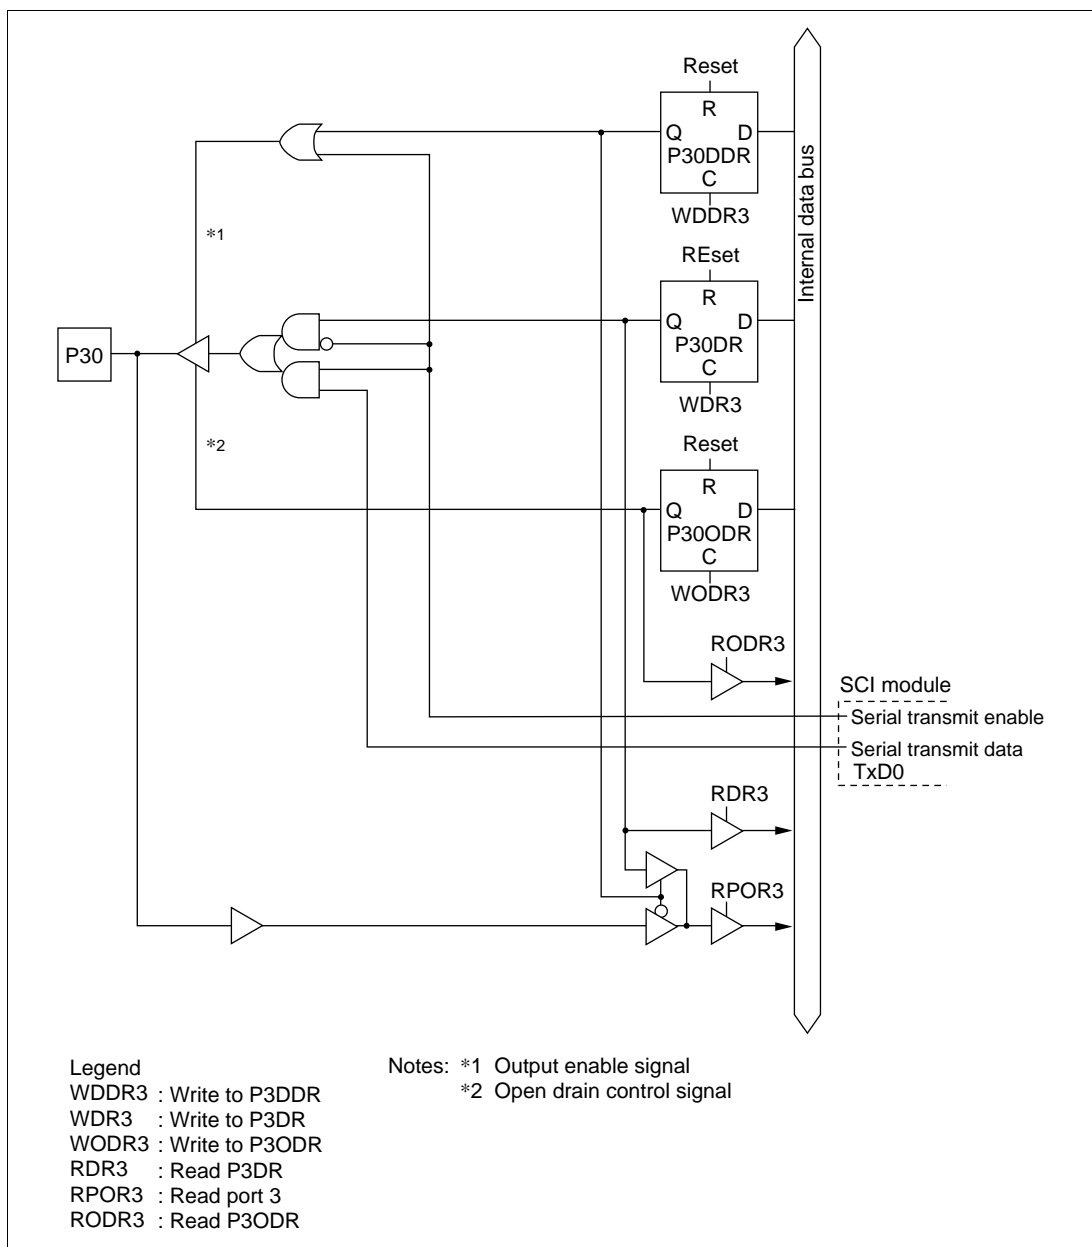 Reset
R
Q D
P30DDR
C
WDDR3
Internal data bus
*1
REset
R
Q D
P30DR
C
WDR3
P30
*2
Reset
R
Q D
P30ODR
C
WODR3
RODR3
SCI module
Serial transmit enable
Serial transmit data
TxD0
RDR3
RPOR3
Legend
WDDR3 : Write to P3DDR
WDR3 : Write to P3DR
WODR3 : Write to P3ODR
RDR3 : Read P3DR
RPOR3 : Read port 3
RODR3 : Read P3ODR
Notes: *1 Output enable signal
*2 Open drain control signal